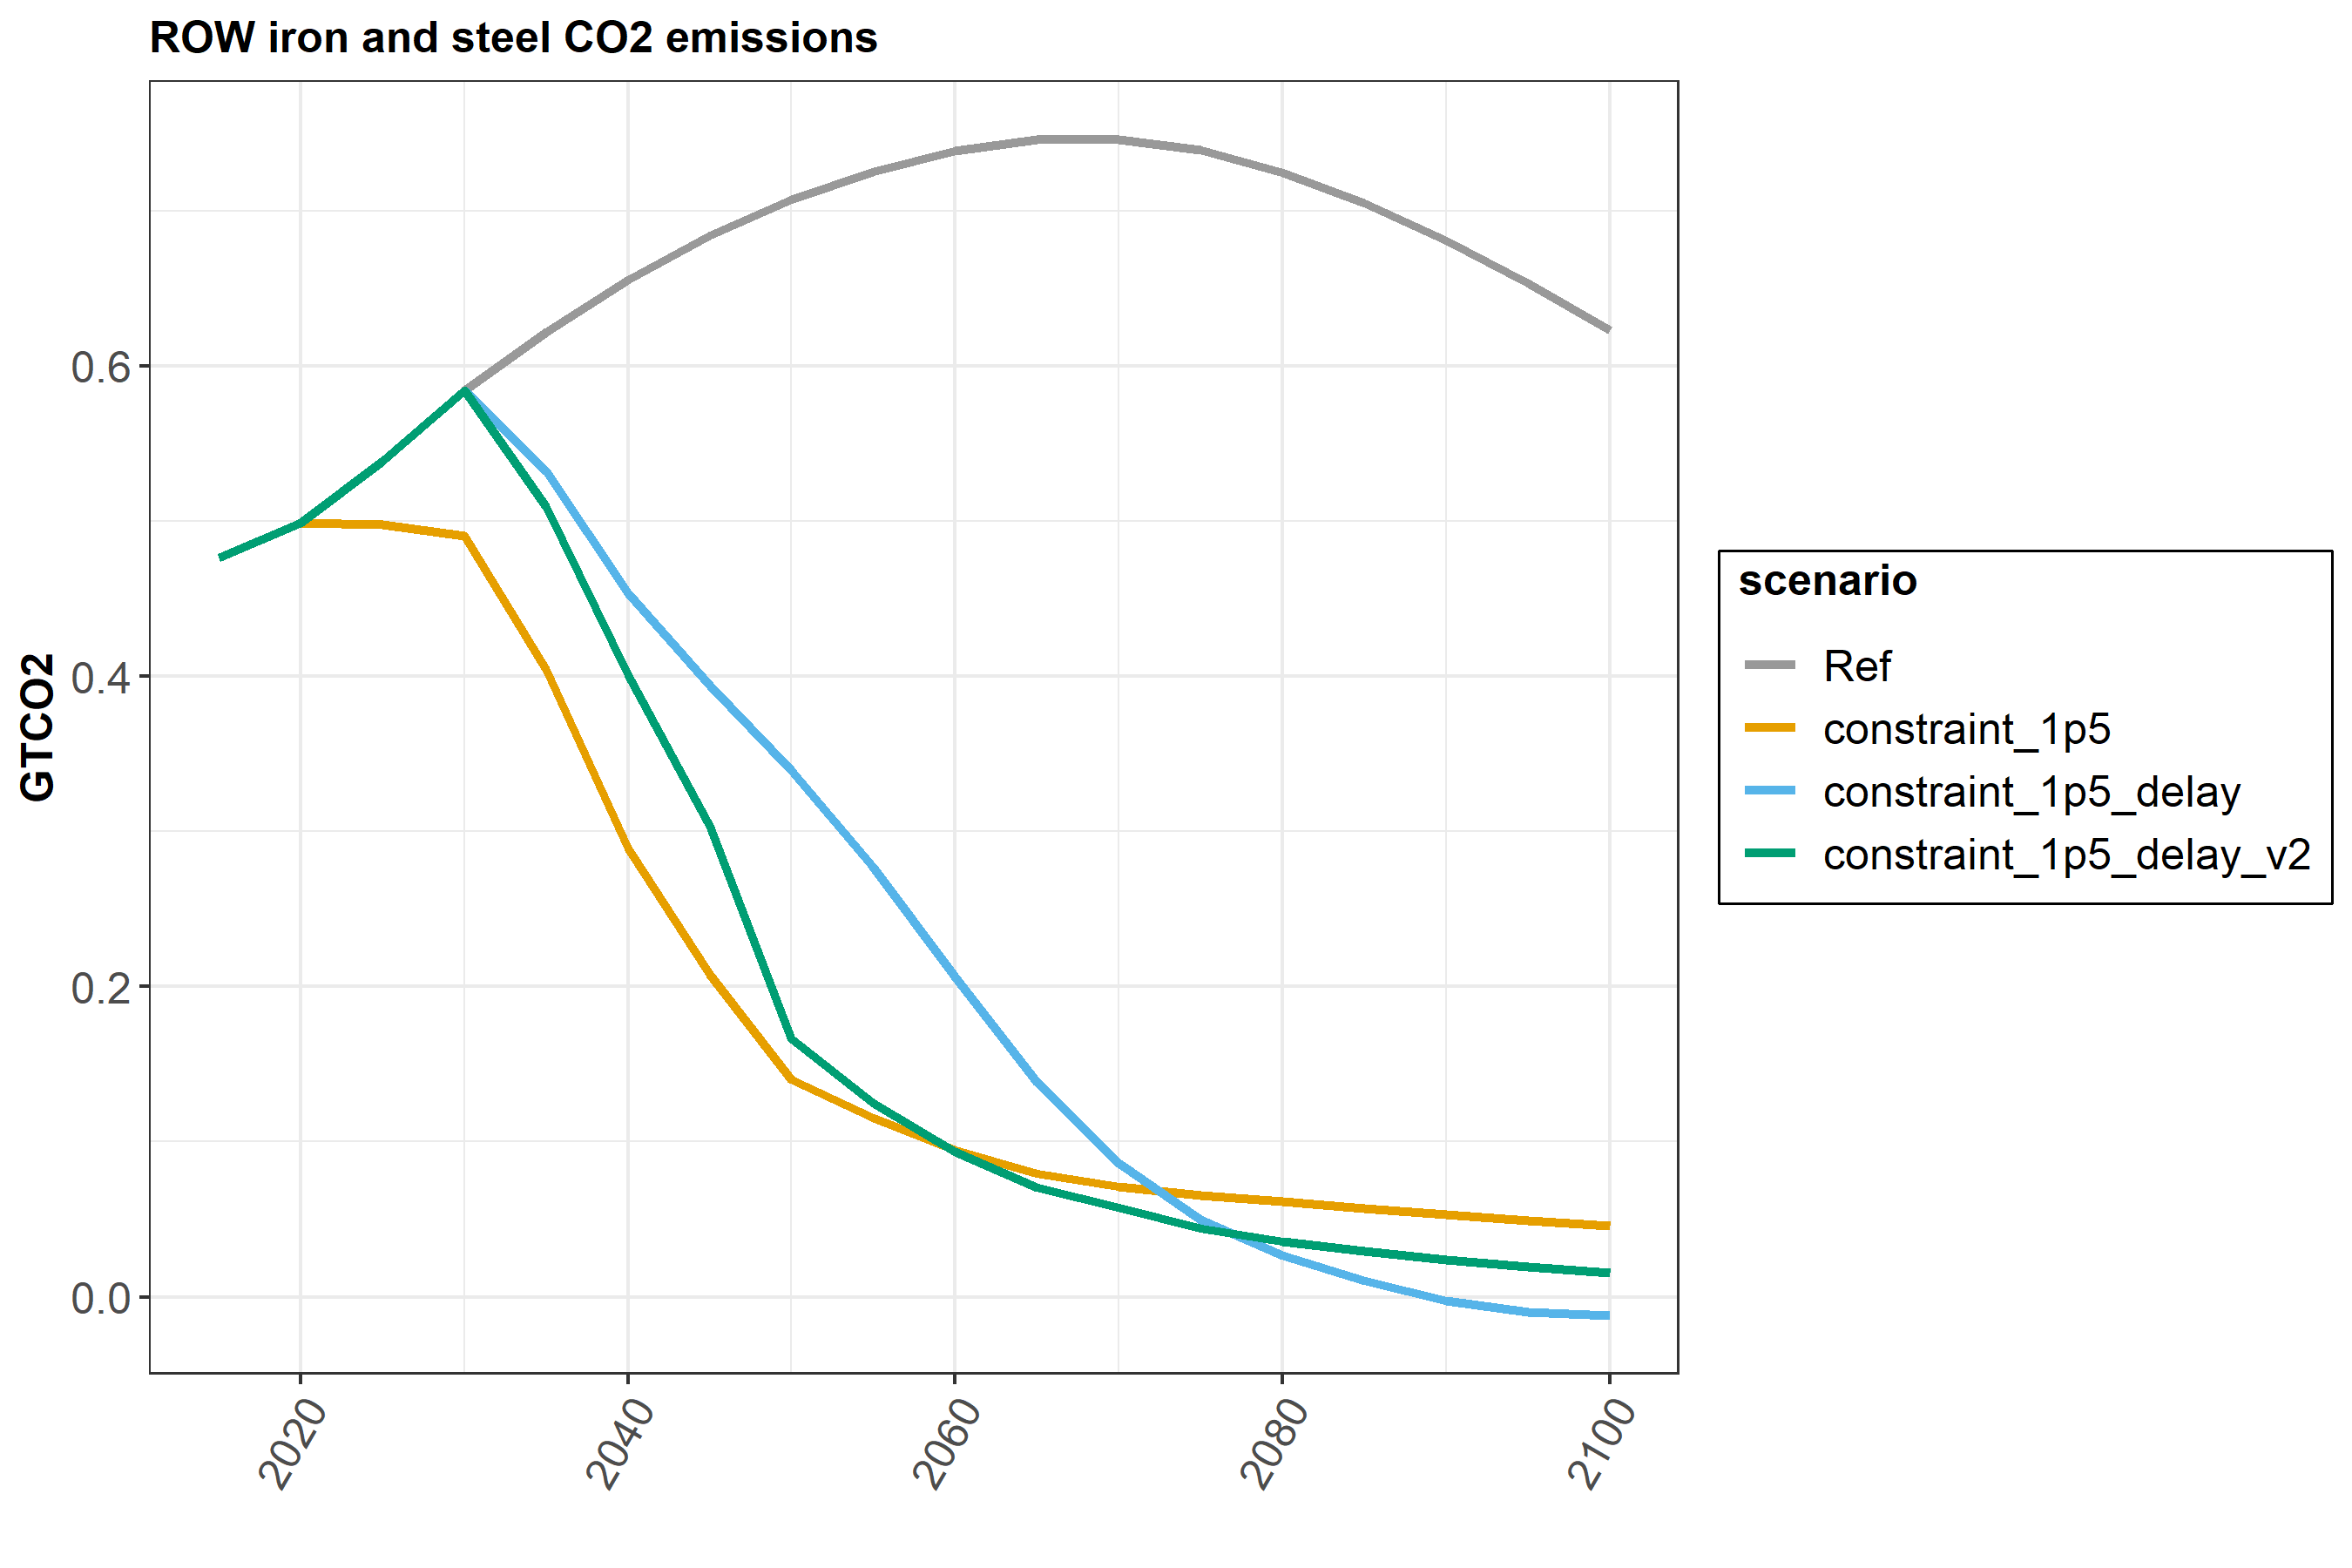 ROW iron and steel CO2 emissions
GTCO2
0.6
0.4
0.2
0.0
2020
2040
2060
2080
2100
scenario
Ref
constraint_1p5
constraint_1p5_delay
constraint_1p5_delay_v2